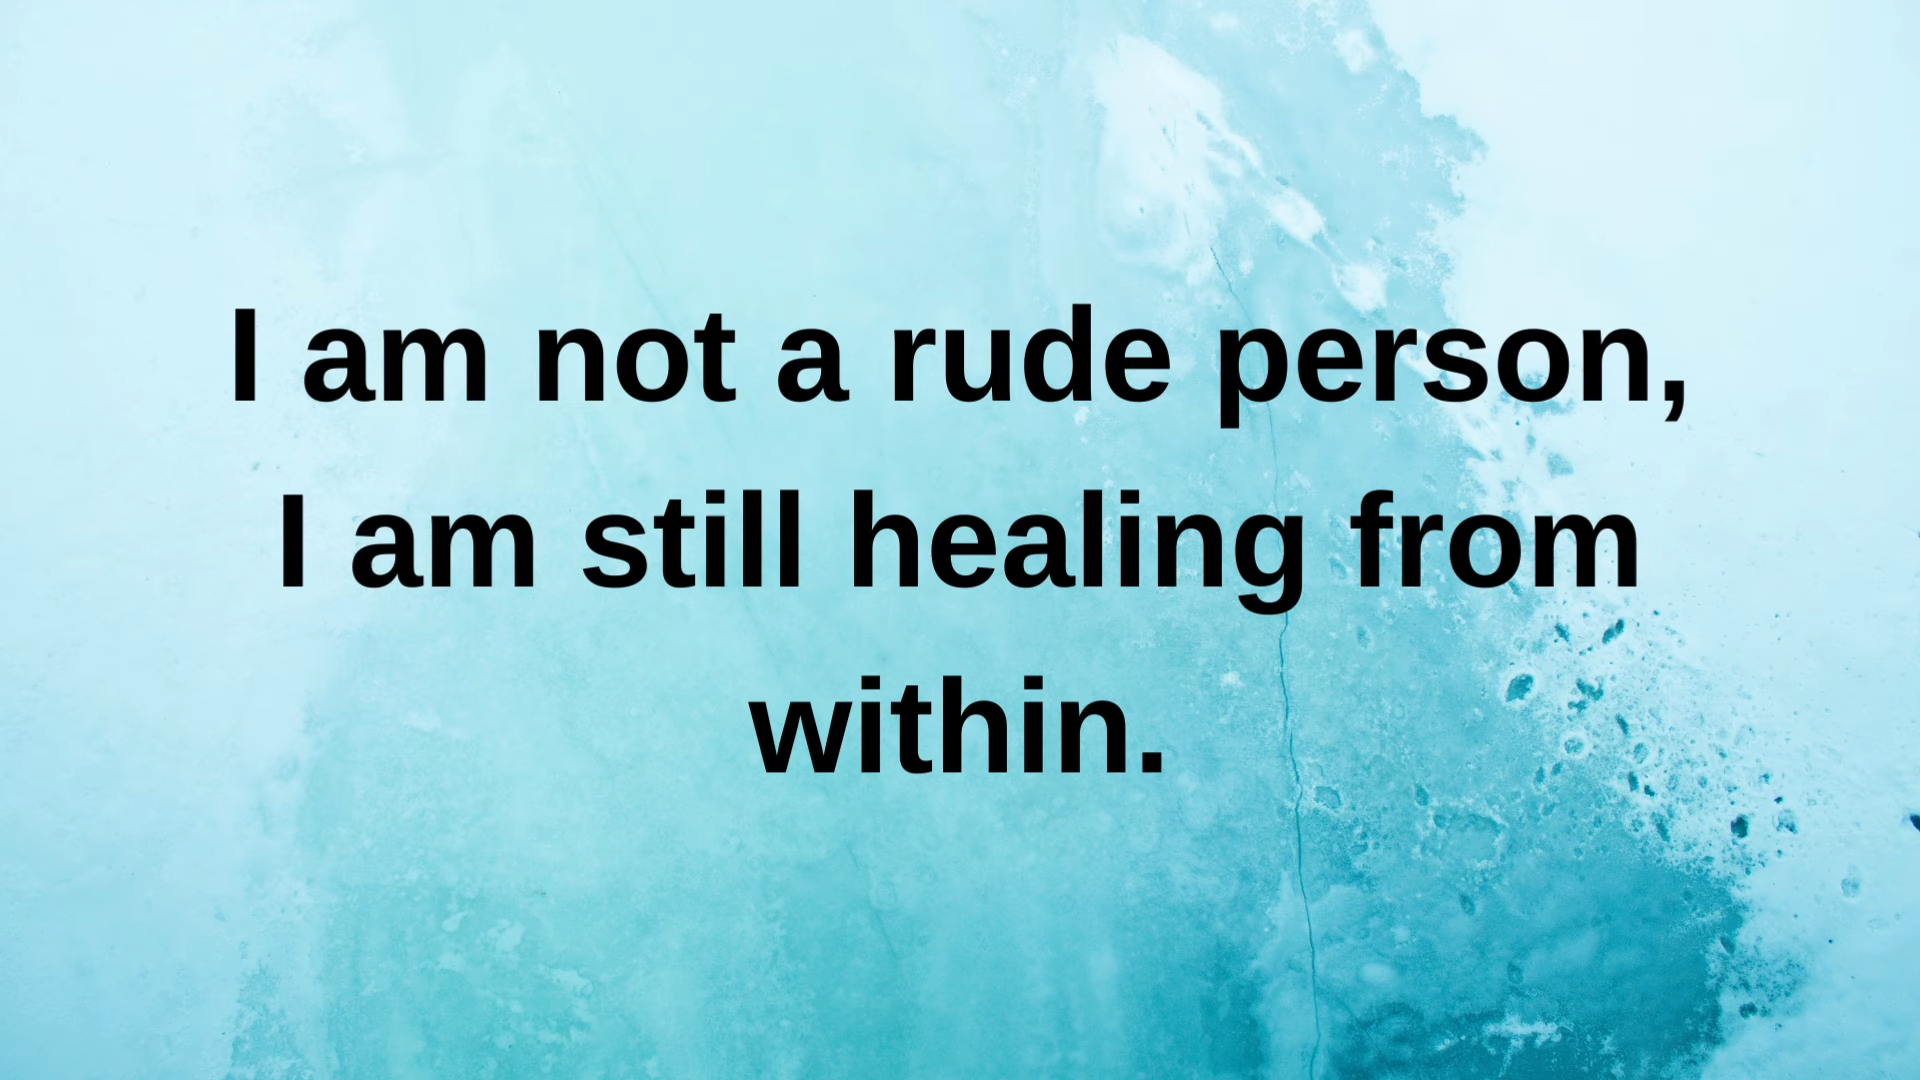 I am not a rude person,
I am still healing from
within.